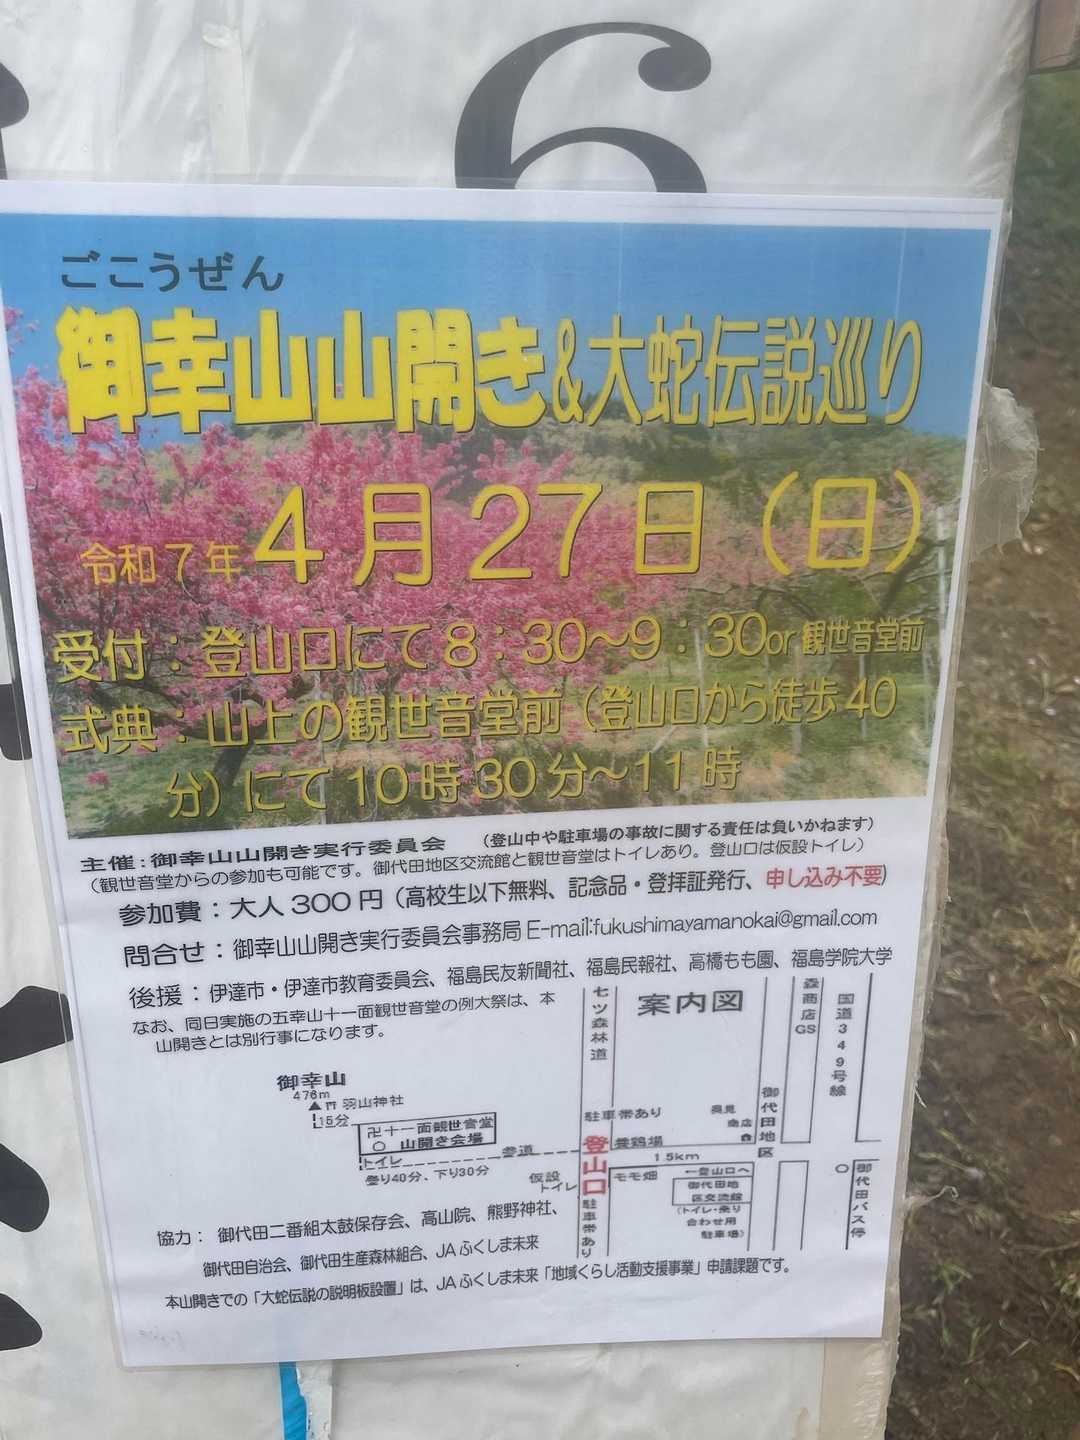 6
ごこうぜん
御幸山山開き&大蛇伝説巡り
令和7年4月27日(日)
受付:登山口にて8:30~9:30or観世音堂前
式典:山上の観世音堂前(登山口から徒歩40
分)にて10時30分~11時
主催:御幸山山開き実行委員会 (登山中や駐車場の事故に関する責任は負いかねます)
(観世音堂からの参加も可能です。御代田地区交流館と観世音堂はトイレあり。登山口は仮設トイレ)
参加費:大人300円(高校生以下無料、記念品・登拝証発行、申し込み不要)
問合せ:御幸山山開き実行委員会事務局 E-mail:fukushimayamanokai@gmail.com
後援:伊達市・伊達市教育委員会、福島民友新聞社、福島民報社、高橋もも園、福島学院大学
なお、同日実施の五幸山十一面観世音堂の例大祭は、本
山開きとは別行事になります。
案内図
七ツ森林道
森商店GS
国道349号線
御幸山
476m
羽山神社
15分
卍十一面観世音堂
○ 山開き会場
トイレ
参道
登り40分、下り30分
仮設
トイレ
駐車帯あり
登山口
養鶏場
商店
御代田地区
1.5km
モモ畑
←登山口へ
御代田地
区交流館
(トイレ・乗り
合わせ用
駐車場)
○御代田バス停
駐車帯あり
協力: 御代田二番組太鼓保存会、高山院、熊野神社、
御代田自治会、御代田生産森林組合、JAふくしま未来
本山開きでの「大蛇伝説の説明板設置」は、JAふくしま未来「地域くらし活動支援事業」申請課題です。